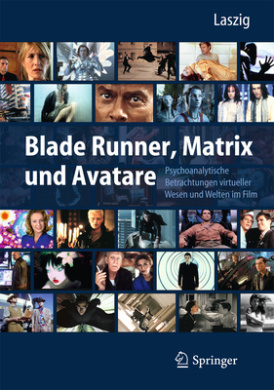 Laszig
Blade Runner, Matrix
und Avatare
Psychoanalytische
Betrachtungen virtueller
Wesen und Welten im Film
Springer